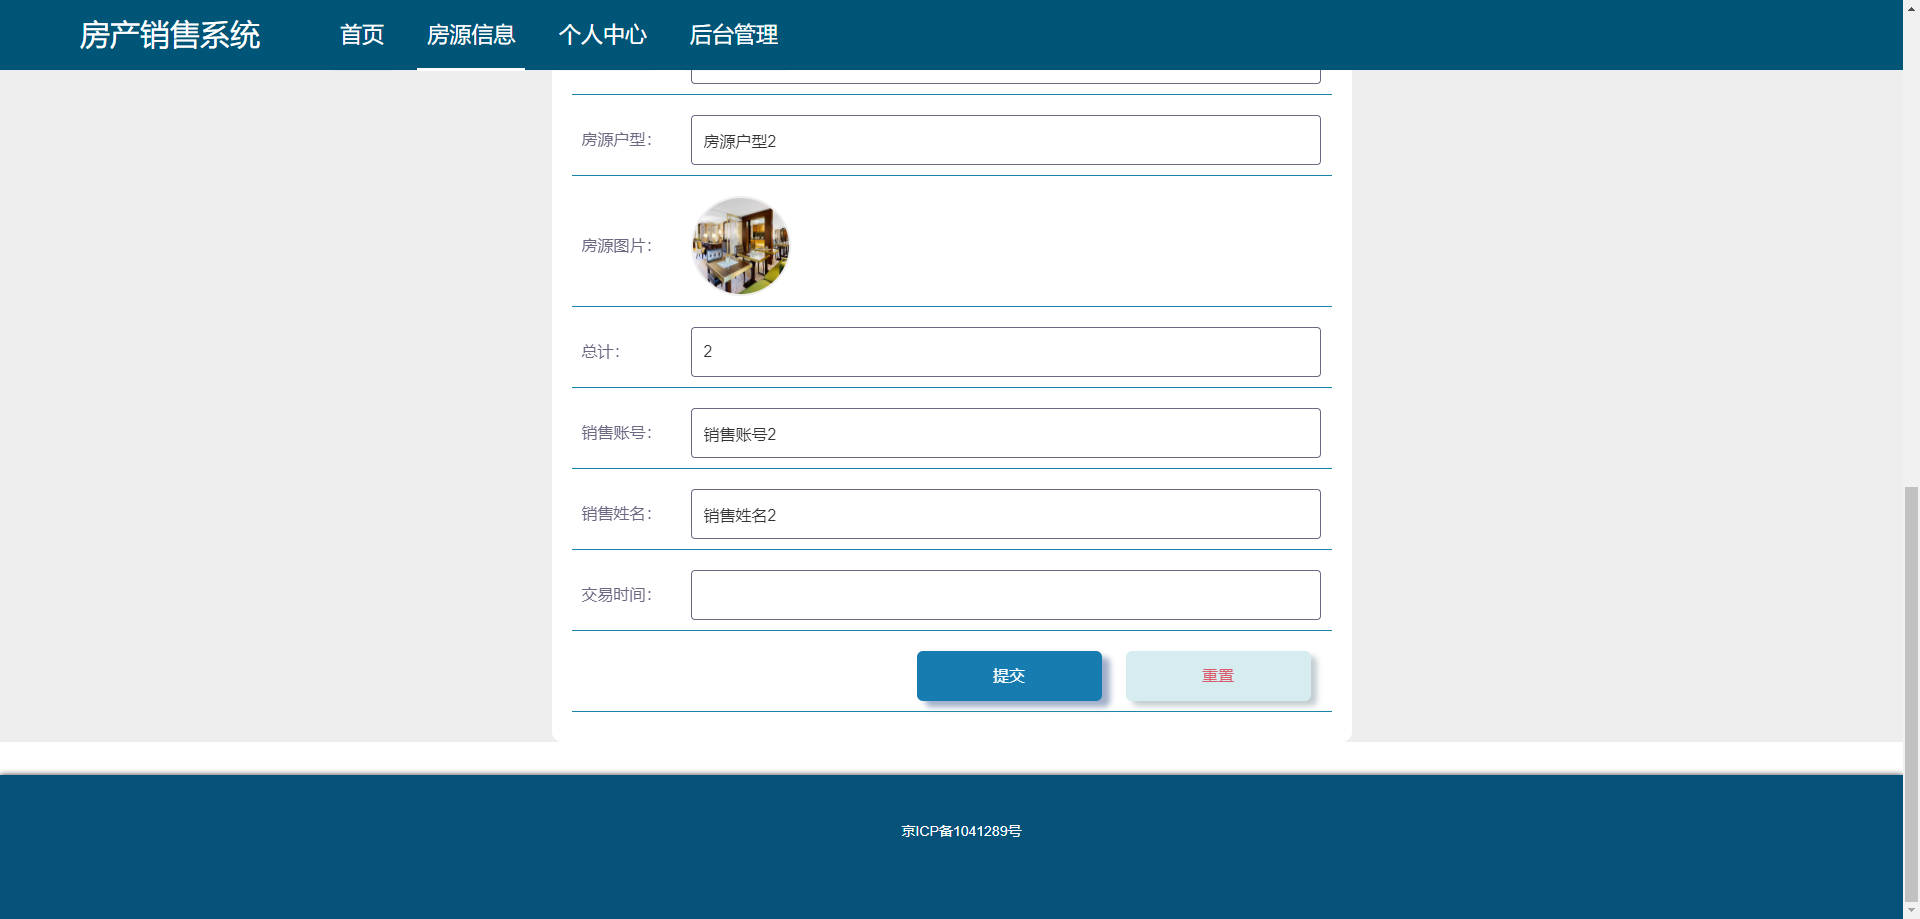 房产销售系统
首页 房源信息 个人中心 后台管理
房源户型： 房源户型2
房源图片：
总计： 2
销售账号： 销售账号2
销售姓名： 销售姓名2
交易时间：
提交 重置
京ICP备1041289号